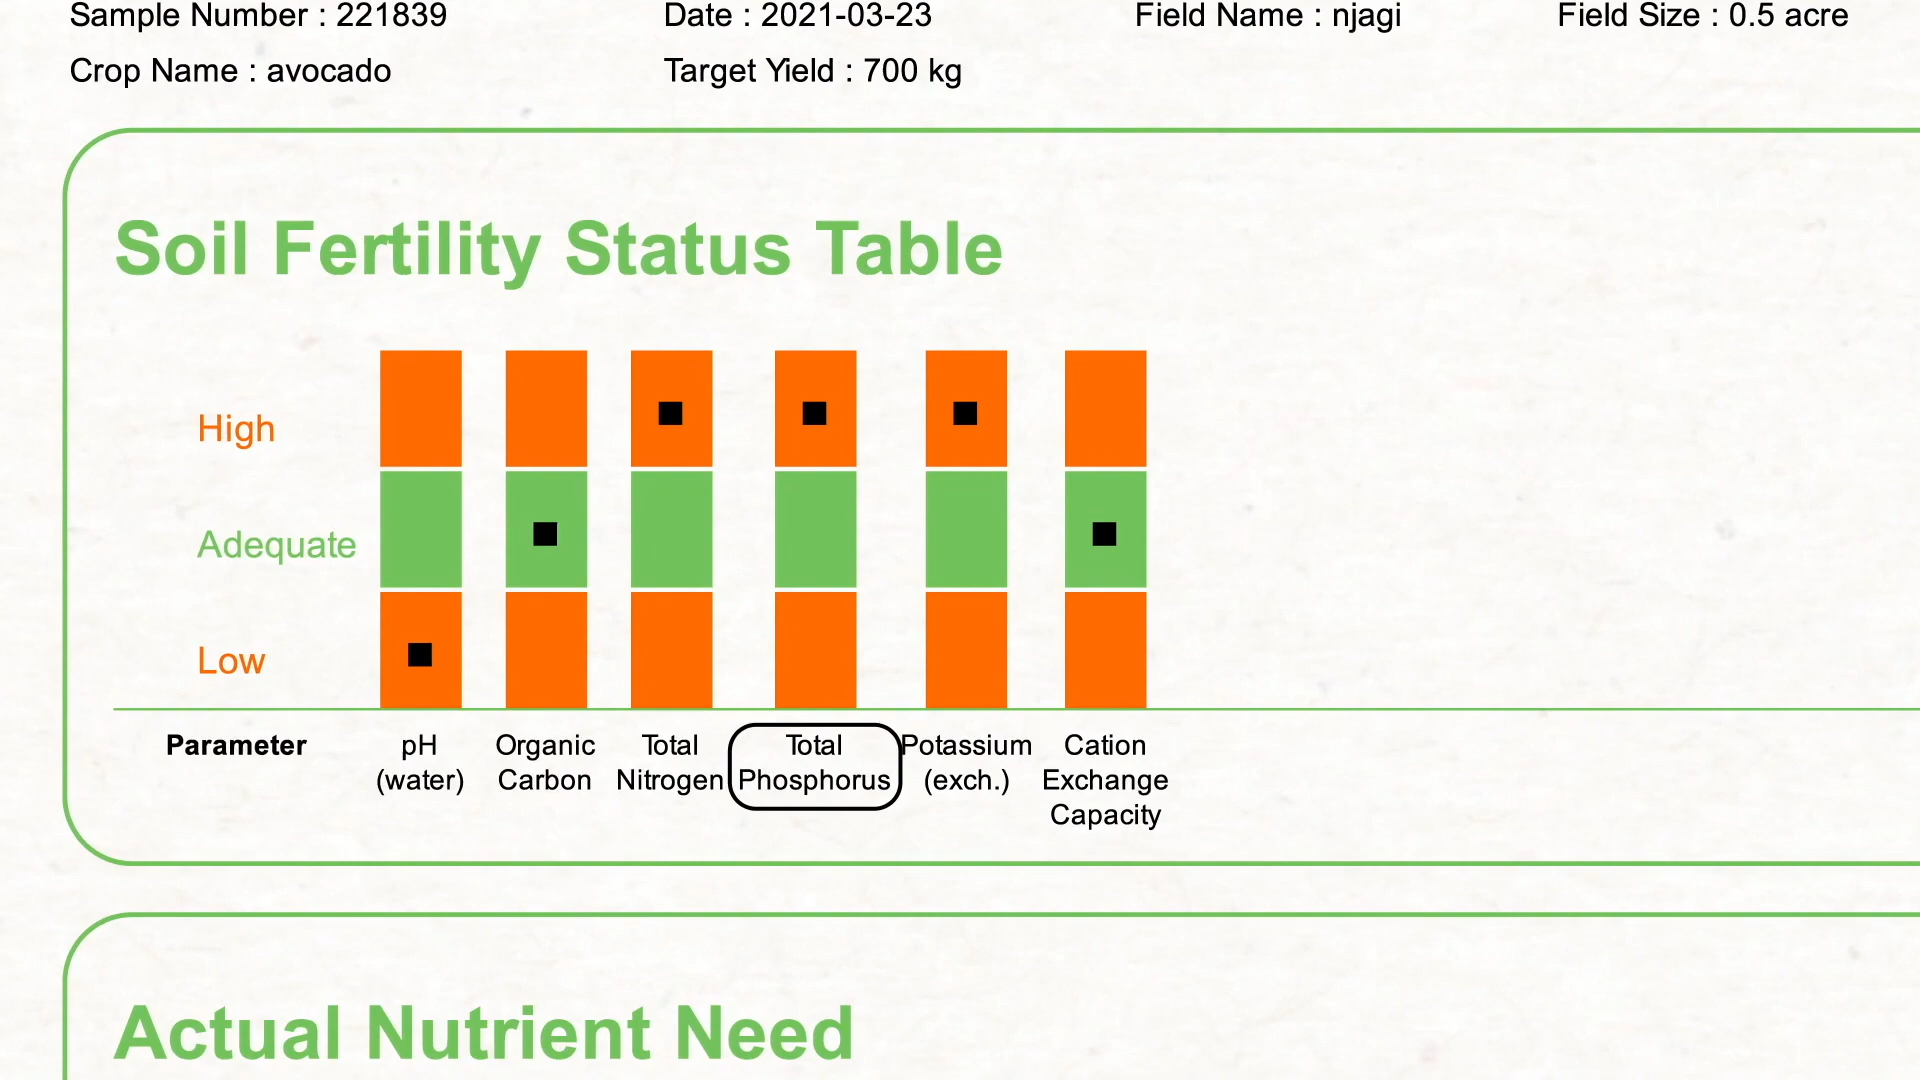 Sample Number : 221839 Date : 2021-03-23 Field Name : njagi Field Size : 0.5 acre
Crop Name : avocado Target Yield : 700 kg
Soil Fertility Status Table
High
Adequate
Low
Parameter pH Organic Total Total Potassium Cation
(water) Carbon Nitrogen Phosphorus (exch.) Exchange
Capacity
Actual Nutrient Need